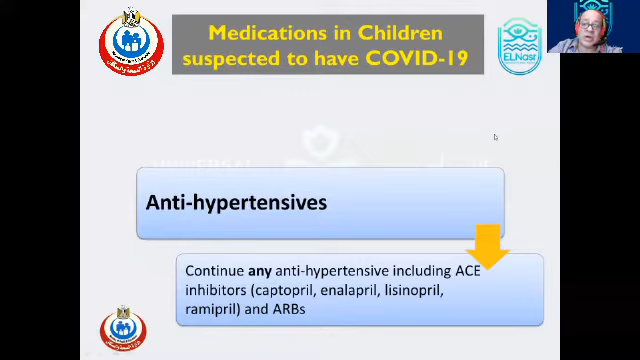 Medications in Children
suspected to have COVID-19
ELNasr
Anti-hypertensives
Continue any anti-hypertensive including ACE
inhibitors (captopril, enalapril, lisinopril,
ramipril) and ARBs